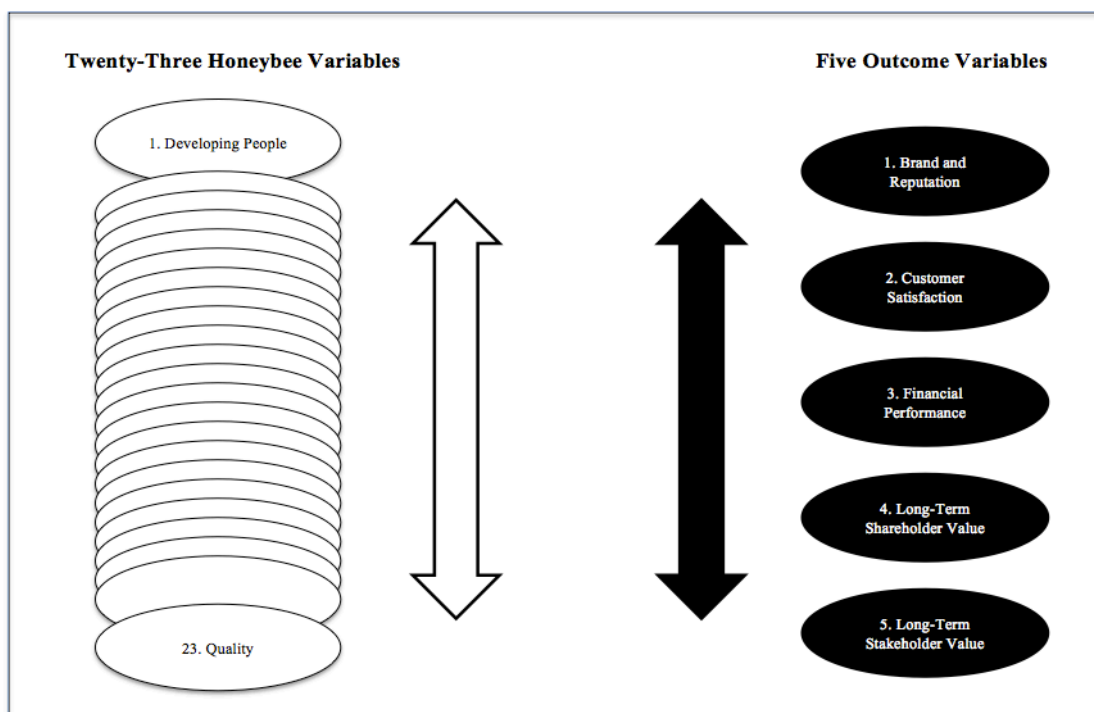 Twenty-Three Honeybee Variables
1. Developing People
23. Quality
Five Outcome Variables
1. Brand and
Reputation
2. Customer
Satisfaction
3. Financial
Performance
4. Long-Term
Shareholder Value
5. Long-Term
Stakeholder Value